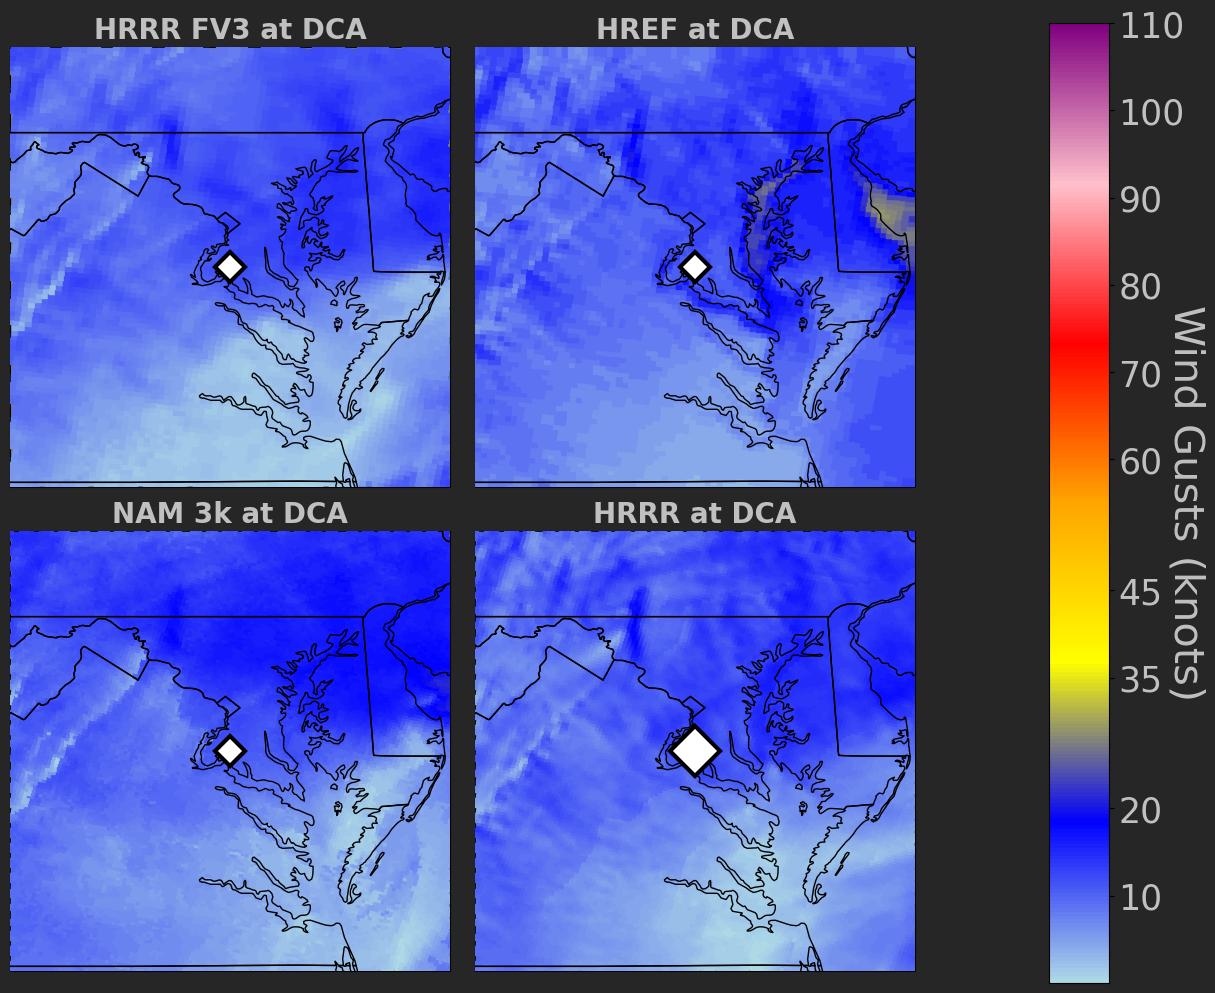 HRRR FV3 at DCA
HREF at DCA
NAM 3k at DCA
HRRR at DCA
110
100
90
80
70
60
45
35
20
10
Wind Gusts (knots)